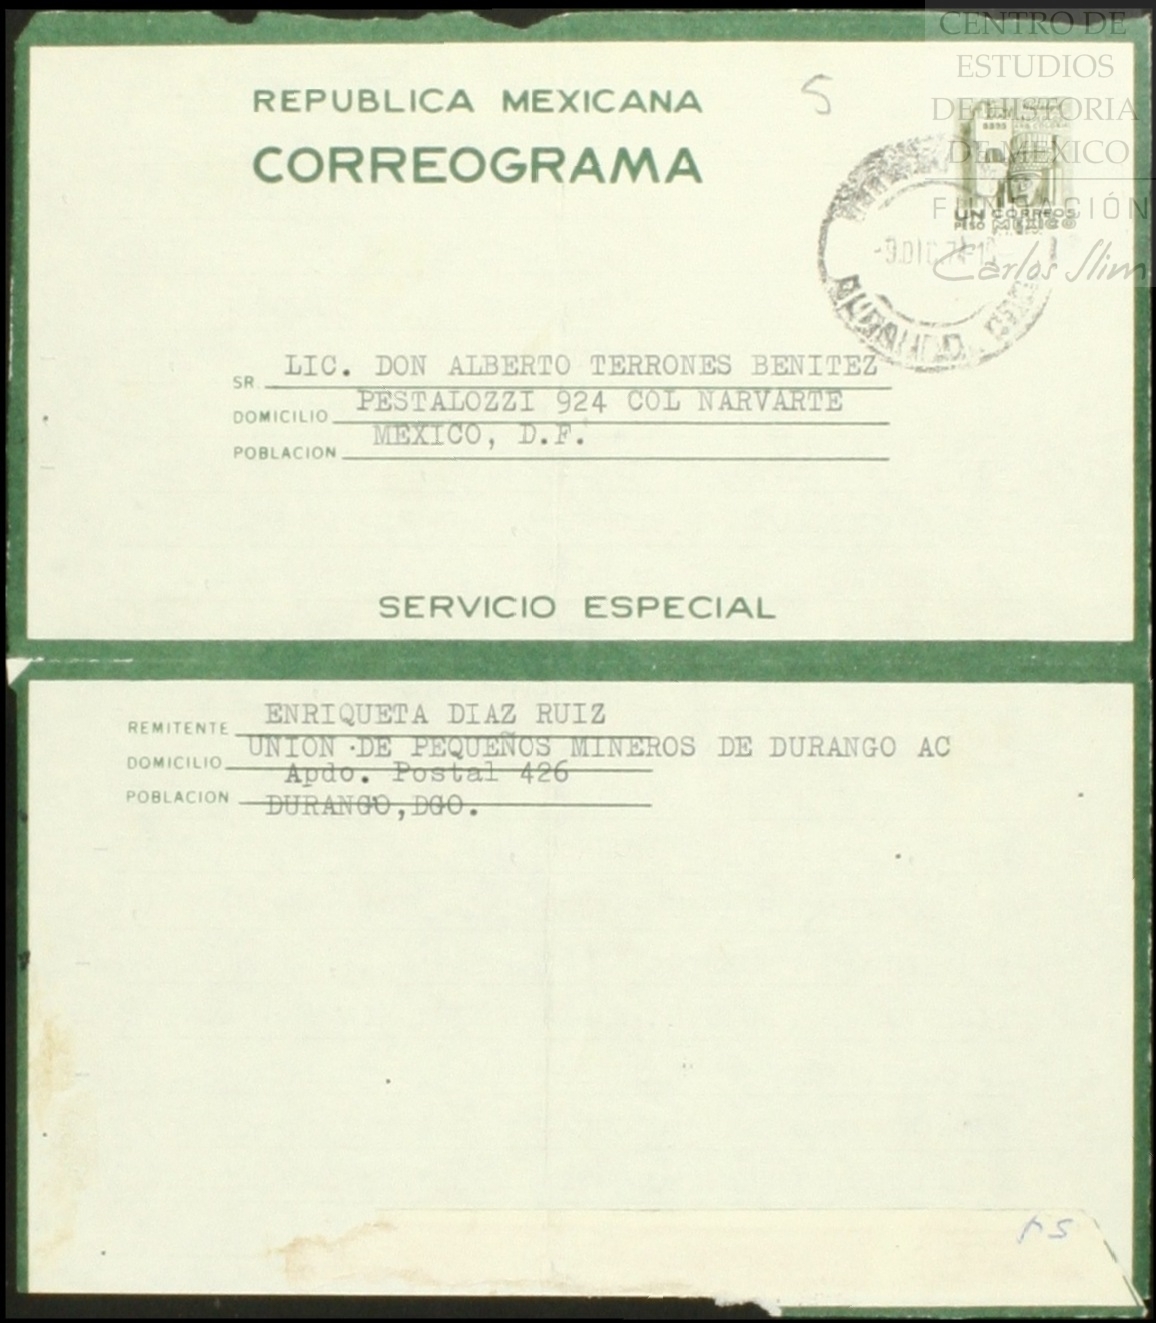 CENTRO DE
ESTUDIOS
DE HISTORIA
DE MEXICO
FUNDACIÓN
Carlos Slim
REPUBLICA MEXICANA
CORREOGRAMA
5
UN PESO
CORREOS
MEXICO
DURANGO
SR. LIC. DON ALBERTO TERRONES BENITEZ
DOMICILIO PESTALOZZI 924 COL NARVARTE
POBLACION MEXICO, D.F.
SERVICIO ESPECIAL
REMITENTE ENRIQUETA DIAZ RUIZ
DOMICILIO UNION DE PEQUEÑOS MINEROS DE DURANGO AC
Apdo. Postal 426
POBLACION DURANGO, DGO.